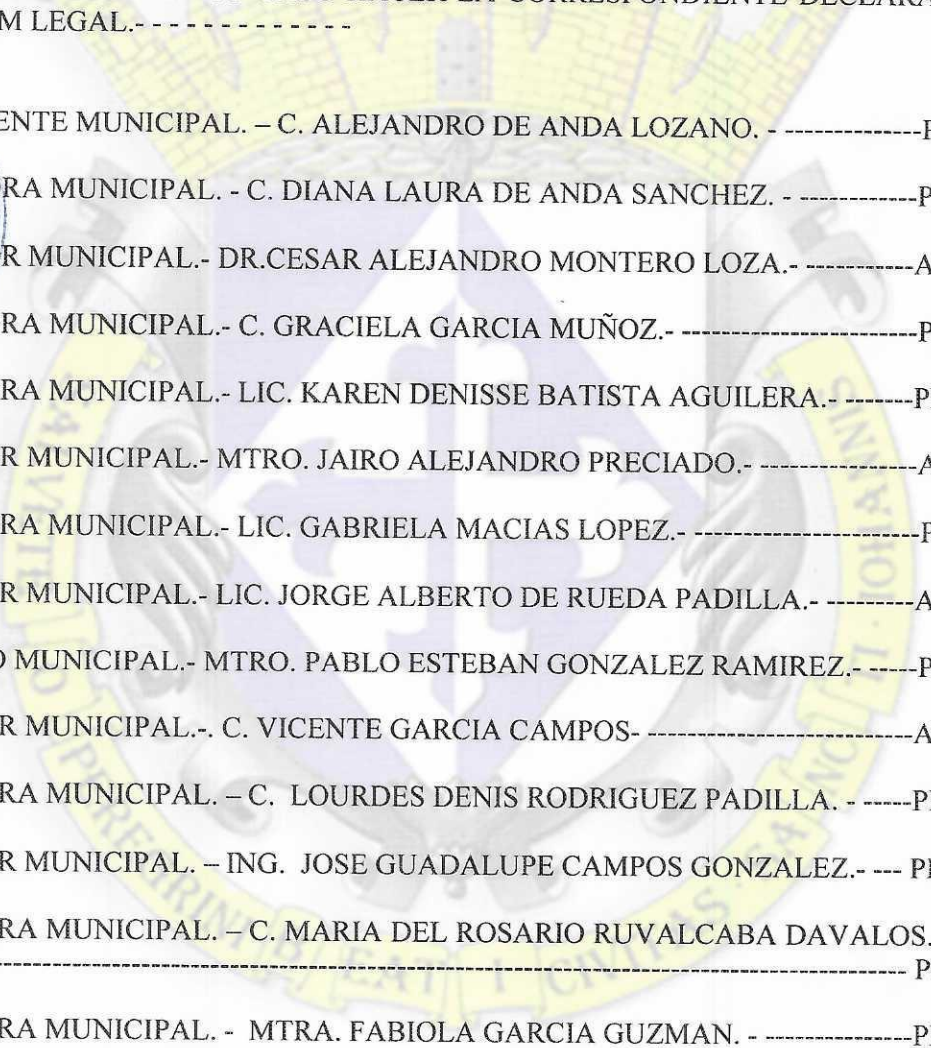 LA CORRESPONDIENTE DECLARA
M LEGAL.- - - - - - - - - - - - -
ENTE MUNICIPAL. – C. ALEJANDRO DE ANDA LOZANO. - --------------P
RA MUNICIPAL. - C. DIANA LAURA DE ANDA SANCHEZ. - ------------P
R MUNICIPAL.- DR.CESAR ALEJANDRO MONTERO LOZA.- -----------A
RA MUNICIPAL.- C. GRACIELA GARCIA MUÑOZ.- ------------------------P
RA MUNICIPAL.- LIC. KAREN DENISSE BATISTA AGUILERA.- -------P
R MUNICIPAL.- MTRO. JAIRO ALEJANDRO PRECIADO.- ----------------A
RA MUNICIPAL.- LIC. GABRIELA MACIAS LOPEZ.- -----------------------P
R MUNICIPAL.- LIC. JORGE ALBERTO DE RUEDA PADILLA.- ---------A
O MUNICIPAL.- MTRO. PABLO ESTEBAN GONZALEZ RAMIREZ.- -----P
R MUNICIPAL.-. C. VICENTE GARCIA CAMPOS- ---------------------------A
RA MUNICIPAL. – C. LOURDES DENIS RODRIGUEZ PADILLA. - -----P
R MUNICIPAL. – ING. JOSE GUADALUPE CAMPOS GONZALEZ.- --- P
RA MUNICIPAL. – C. MARIA DEL ROSARIO RUVALCABA DAVALOS.
-------------------------------------------------------------------------------------------- P
RA MUNICIPAL. - MTRA. FABIOLA GARCIA GUZMAN. - ---------------P